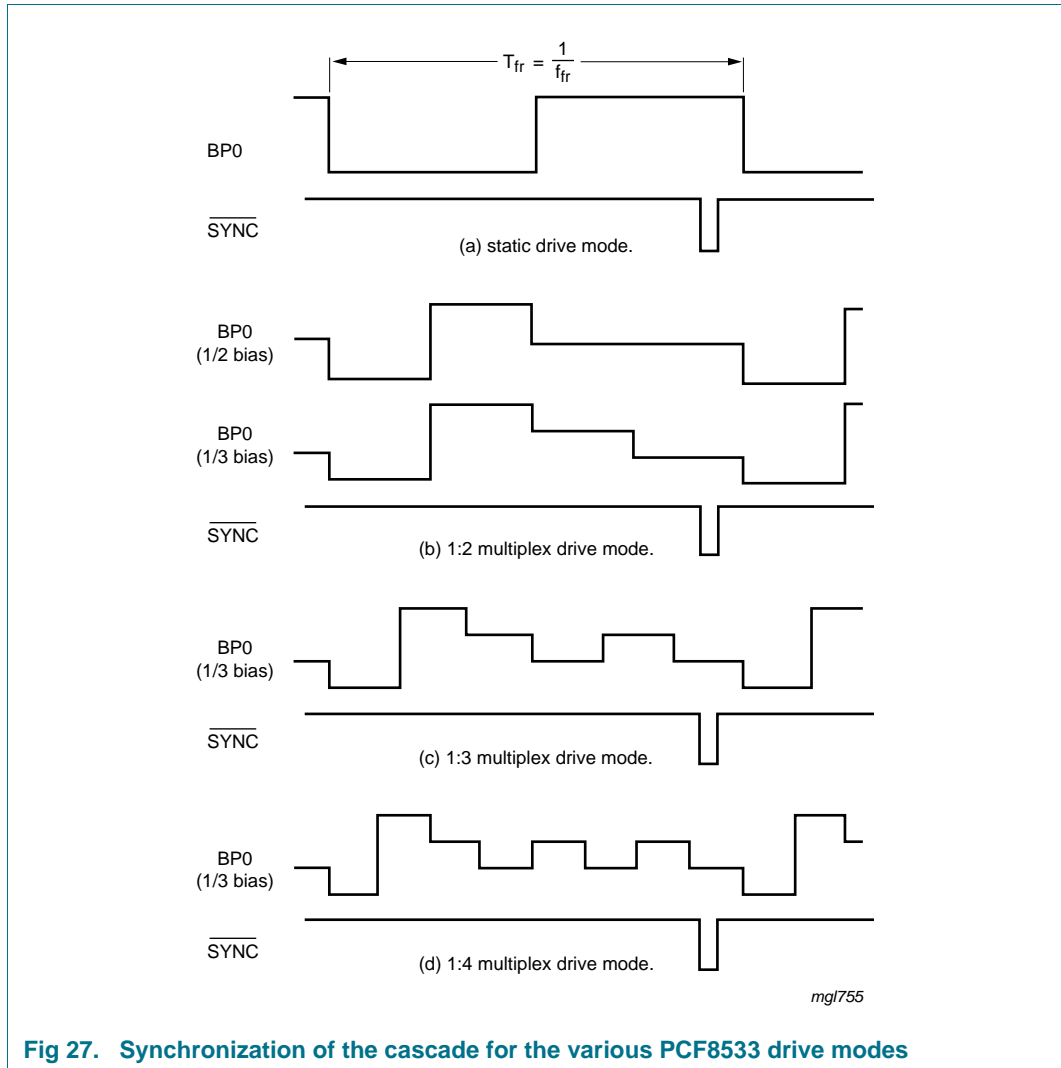 T_fr = 1/f_fr
BP0
SYNC
(a) static drive mode.
BP0
(1/2 bias)
BP0
(1/3 bias)
SYNC
(b) 1:2 multiplex drive mode.
BP0
(1/3 bias)
SYNC
(c) 1:3 multiplex drive mode.
BP0
(1/3 bias)
SYNC
(d) 1:4 multiplex drive mode.
mgl755
Fig 27. Synchronization of the cascade for the various PCF8533 drive modes